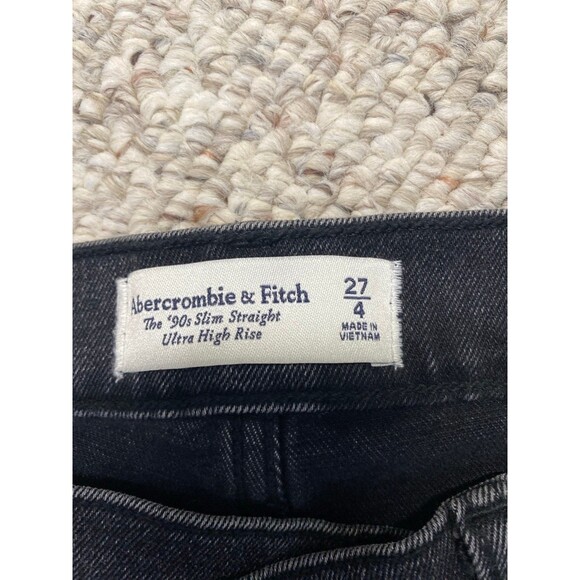 Abercrombie & Fitch
The '90s Slim Straight
Ultra High Rise
27
4
MADE IN
VIETNAM